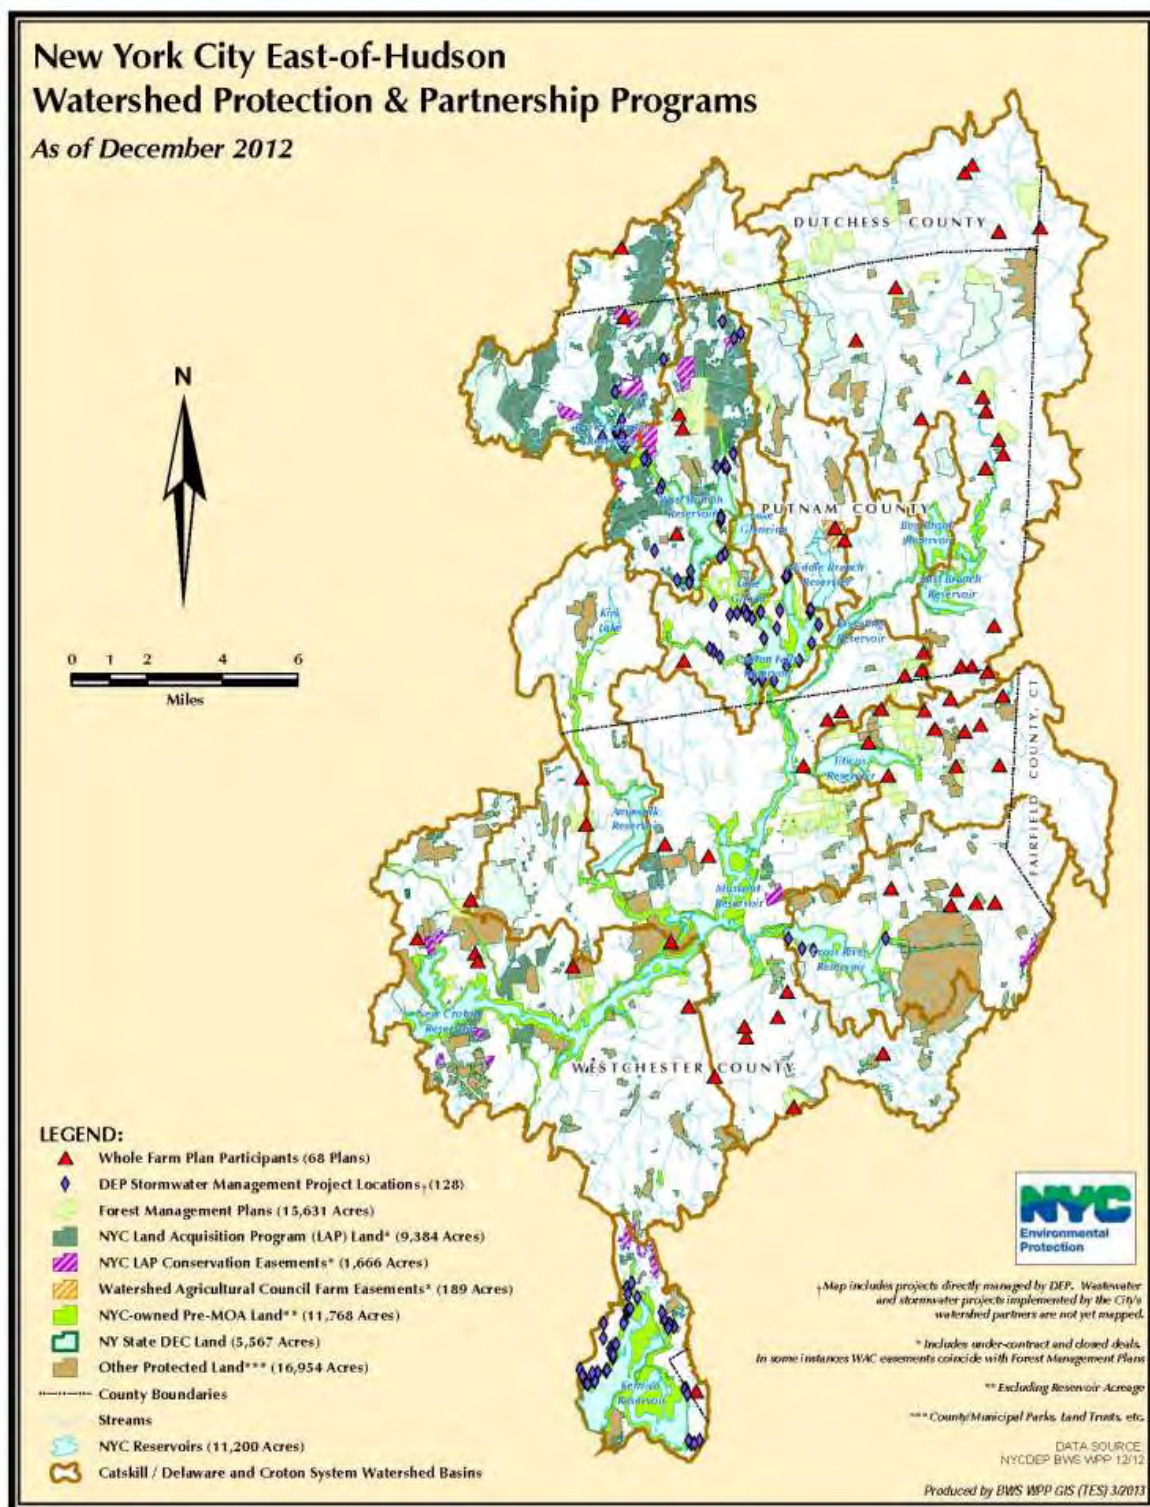 New York City East-of-Hudson
Watershed Protection & Partnership Programs
As of December 2012
DUTCHESS COUNTY
N
PUTNAM COUNTY
Reservoir
Reservoir
Middle Branch
Reservoir
East Branch
Reservoir
Kirk
Lake
Reservoir
Croton Falls
Reservoir
0 1 2 4 6
Miles
FAIRFIELD COUNTY, CT
Titicus
Reservoir
Amawalk
Reservoir
Muscoot
Reservoir
Cross River
Reservoir
New Croton
Reservoir
WESTCHESTER COUNTY
Kensico
Reservoir
LEGEND:
Whole Farm Plan Participants (68 Plans)
DEP Stormwater Management Project Locations† (128)
Forest Management Plans (15,631 Acres)
NYC Land Acquisition Program (LAP) Land* (9,384 Acres)
NYC LAP Conservation Easements* (1,666 Acres)
Watershed Agricultural Council Farm Easements* (189 Acres)
NYC-owned Pre-MOA Land** (11,768 Acres)
NY State DEC Land (5,567 Acres)
Other Protected Land*** (16,954 Acres)
County Boundaries
Streams
NYC Reservoirs (11,200 Acres)
Catskill / Delaware and Croton System Watershed Basins
NYC
Environmental
Protection
†Map includes projects directly managed by DEP. Wastewater
and stormwater projects implemented by the City's
watershed partners are not yet mapped.
* Includes under-contract and closed deals.
In some instances WAC easements coincide with Forest Management Plans
** Excluding Reservoir Acreage
*** County/Municipal Parks, Land Trusts, etc.
DATA SOURCE:
NYCDEP BWS WPP 12/12
Produced by BWS WPP GIS (TES) 3/2013